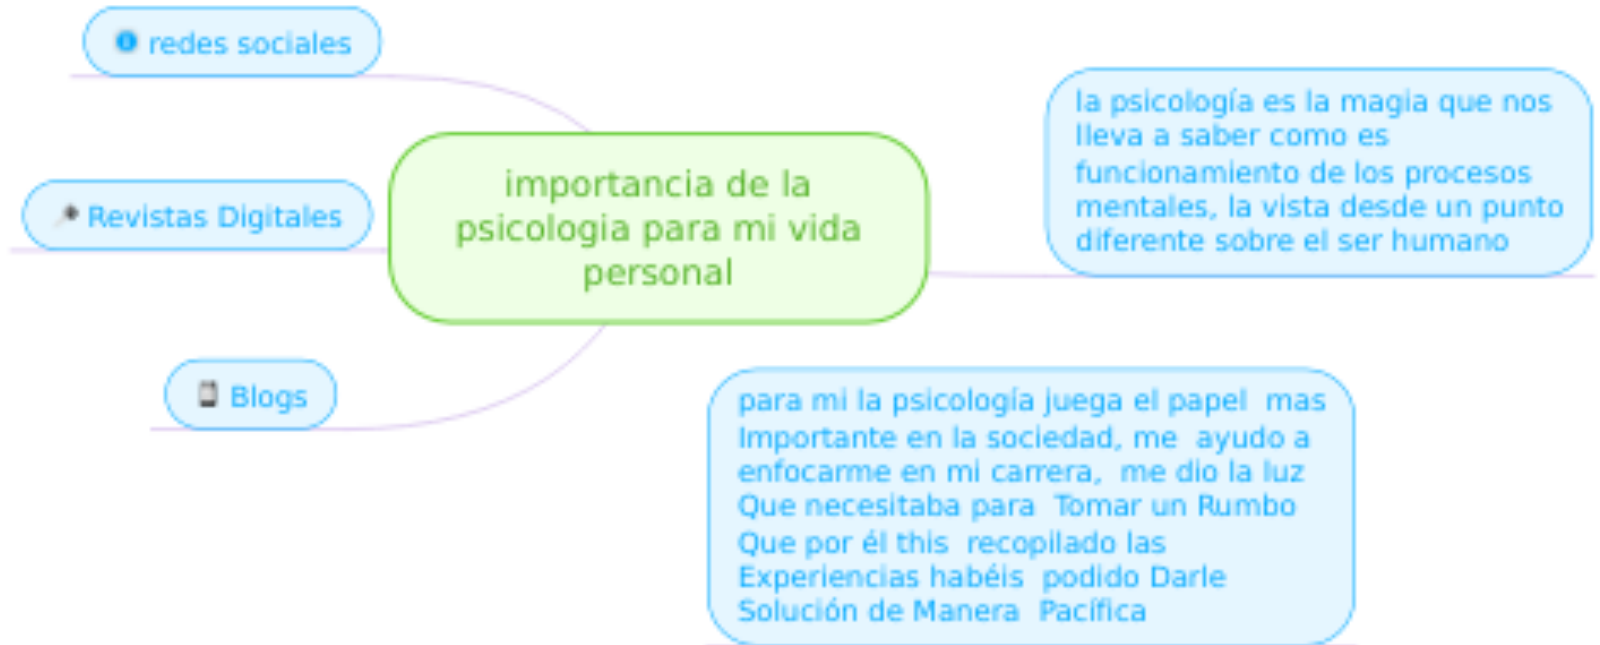 redes sociales
Revistas Digitales
Blogs
importancia de la
psicologia para mi vida
personal
la psicología es la magia que nos
lleva a saber como es
funcionamiento de los procesos
mentales, la vista desde un punto
diferente sobre el ser humano
para mi la psicología juega el papel mas
Importante en la sociedad, me ayudo a
enfocarme en mi carrera, me dio la luz
Que necesitaba para Tomar un Rumbo
Que por él this recopilado las
Experiencias habéis podido Darle
Solución de Manera Pacífica